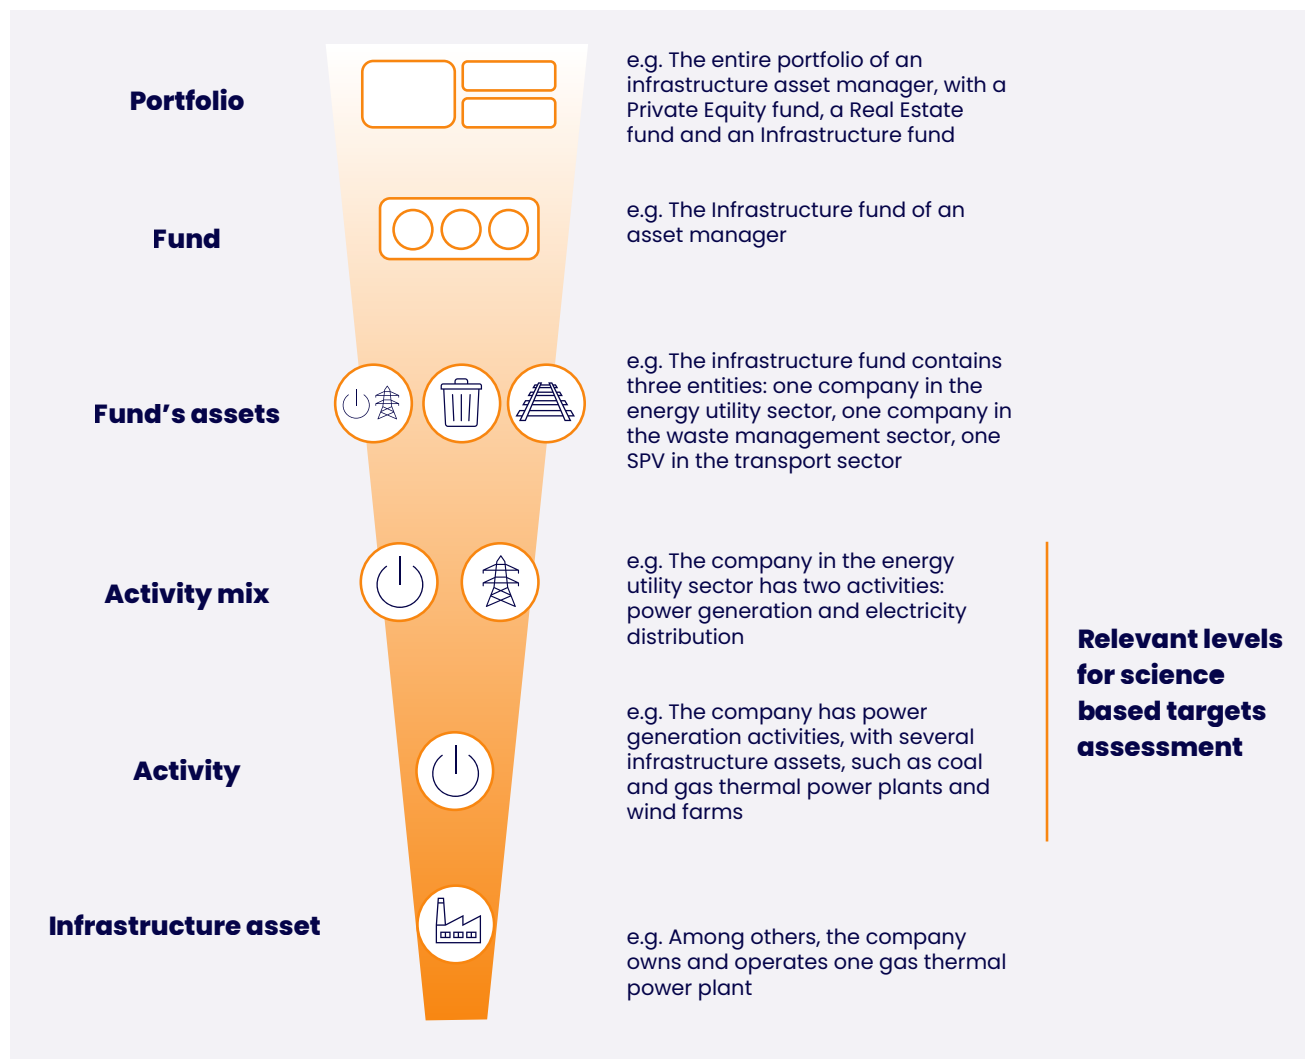 Portfolio
e.g. The entire portfolio of an
infrastructure asset manager, with a
Private Equity fund, a Real Estate
fund and an Infrastructure fund
Fund
e.g. The Infrastructure fund of an
asset manager
Fund’s assets
e.g. The infrastructure fund contains
three entities: one company in the
energy utility sector, one company in
the waste management sector, one
SPV in the transport sector
Activity mix
e.g. The company in the energy
utility sector has two activities:
power generation and electricity
distribution
Activity
e.g. The company has power
generation activities, with several
infrastructure assets, such as coal
and gas thermal power plants and
wind farms
Relevant levels
for science
based targets
assessment
Infrastructure asset
e.g. Among others, the company
owns and operates one gas thermal
power plant